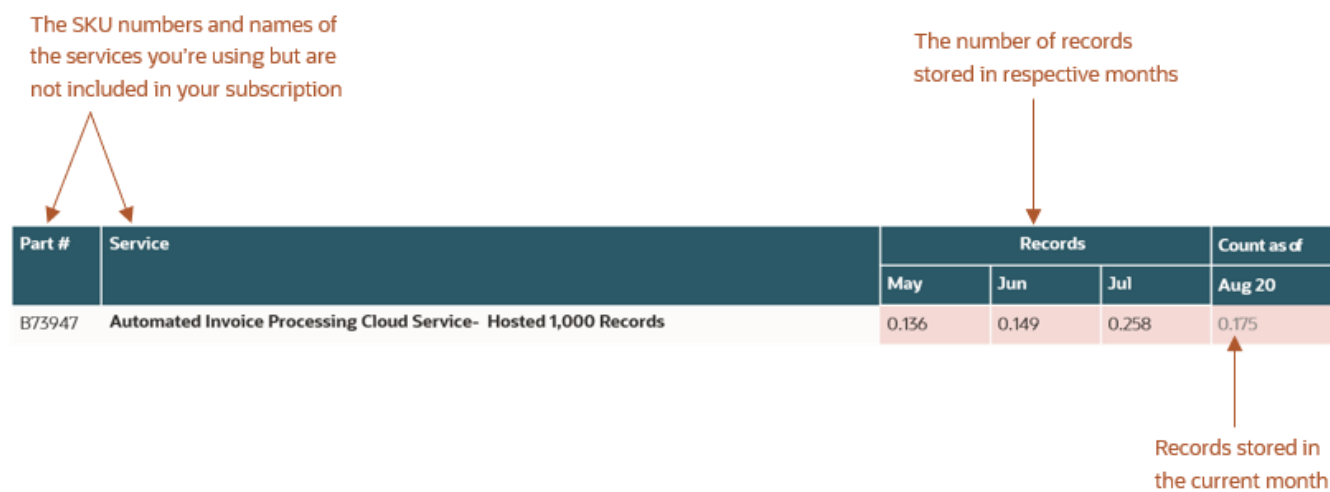 The SKU numbers and names of
the services you're using but are
not included in your subscription
The number of records
stored in respective months
Part # Service Records Count as of
May Jun Jul Aug 20
B73947 Automated Invoice Processing Cloud Service- Hosted 1,000 Records 0.136 0.149 0.258 0.175
Records stored in
the current month